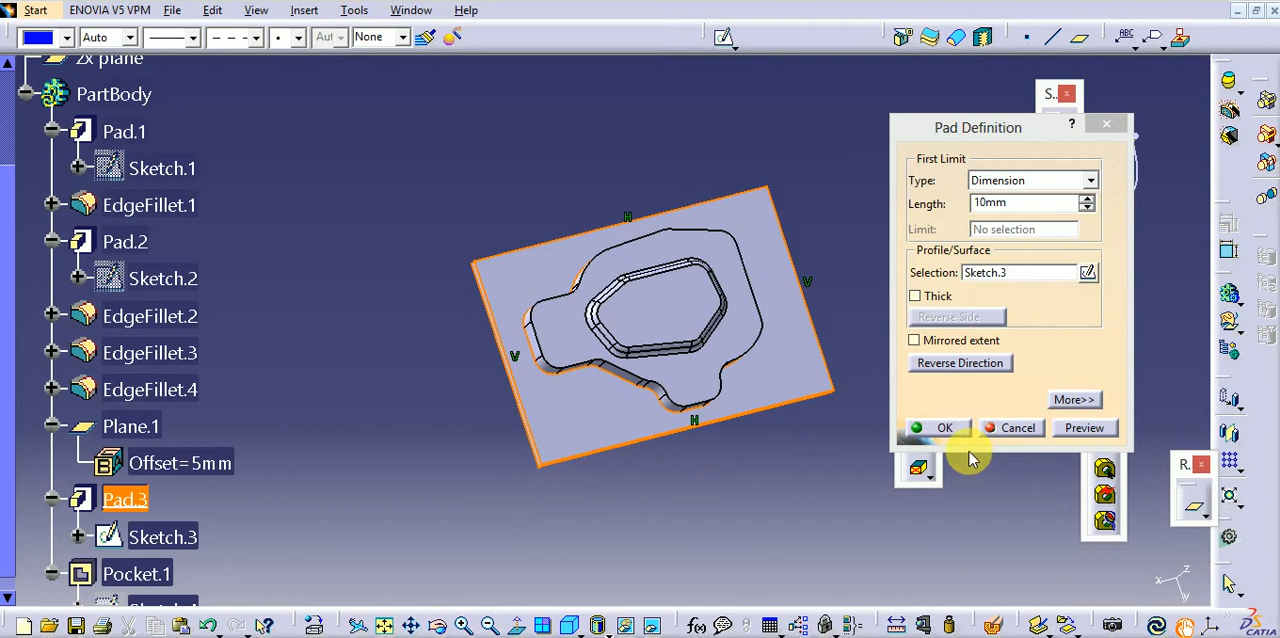 Start ENOVIA V5 VPM File Edit View Insert Tools Window Help
Auto Aut None
ABC
zx plane
PartBody
Pad.1
Sketch.1
EdgeFillet.1
Pad.2
Sketch.2
EdgeFillet.2
EdgeFillet.3
EdgeFillet.4
Plane.1
Offset=5mm
Pad.3
Sketch.3
Pocket.1
H
V
V
H
S..
Pad Definition ?
First Limit
Type: Dimension
Length: 10mm
Limit: No selection
Profile/Surface
Selection: Sketch.3
Thick
Reverse Side
Mirrored extent
Reverse Direction
More>>
OK Cancel Preview
R.
z
x
y
f(x)
CATIA